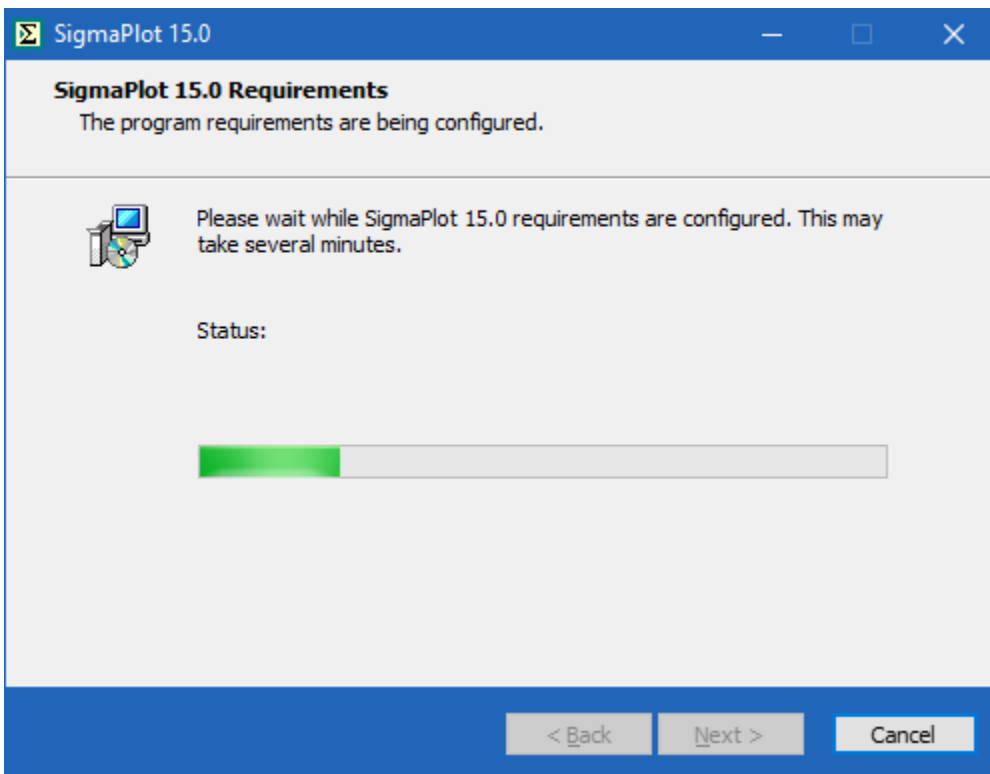 SigmaPlot 15.0
SigmaPlot 15.0 Requirements
The program requirements are being configured.
Please wait while SigmaPlot 15.0 requirements are configured. This may
take several minutes.
Status:
< Back
Next >
Cancel